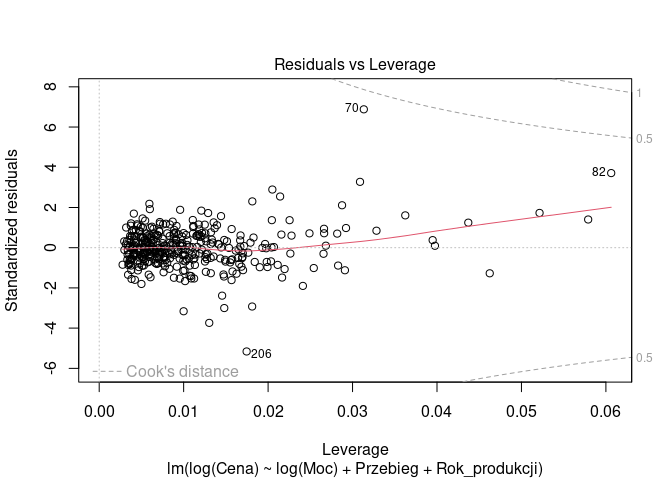 Residuals vs Leverage
Standardized residuals
8
6
4
2
0
-2
-4
-6
70
82
206
1
0.5
0.5
Cook's distance
0.00 0.01 0.02 0.03 0.04 0.05 0.06
Leverage
lm(log(Cena) ~ log(Moc) + Przebieg + Rok_produkcji)